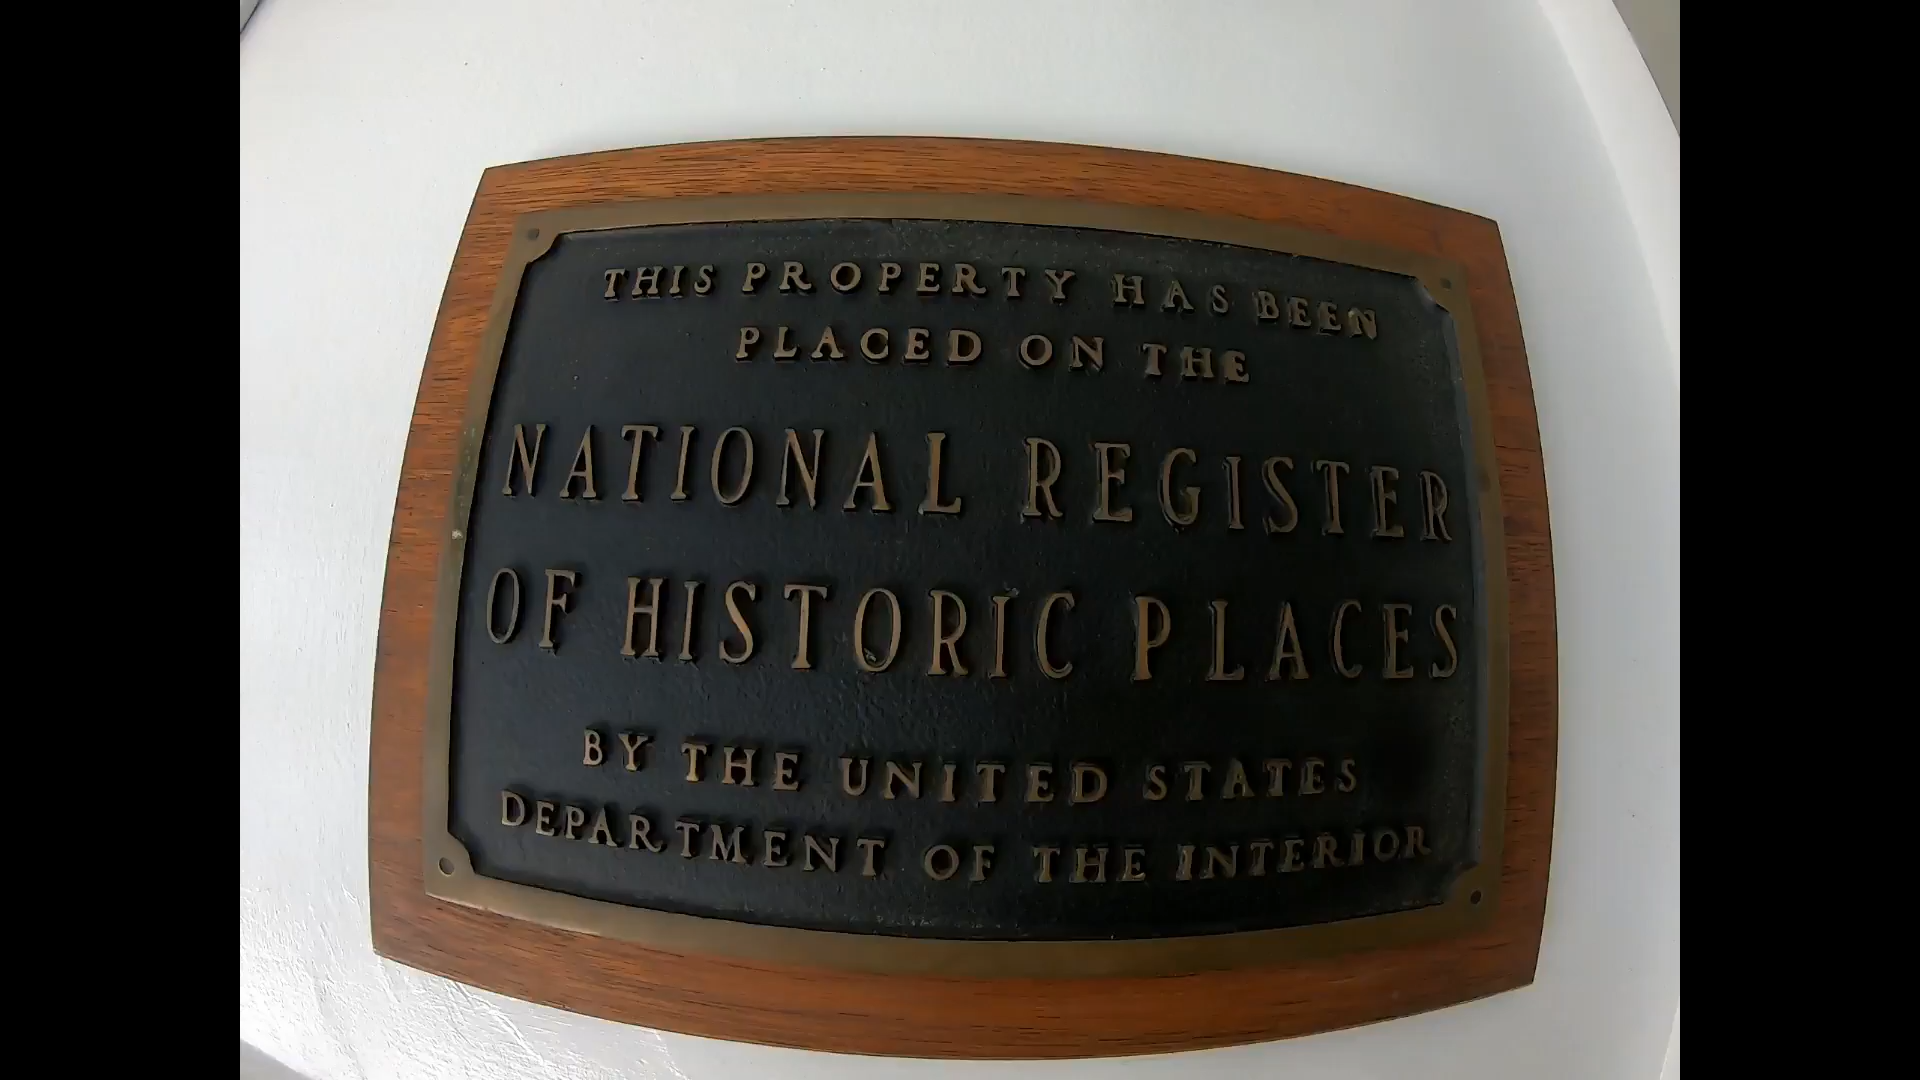 THIS PROPERTY HAS BEEN
PLACED ON THE
NATIONAL REGISTER
OF HISTORIC PLACES
BY THE UNITED STATES
DEPARTMENT OF THE INTERIOR